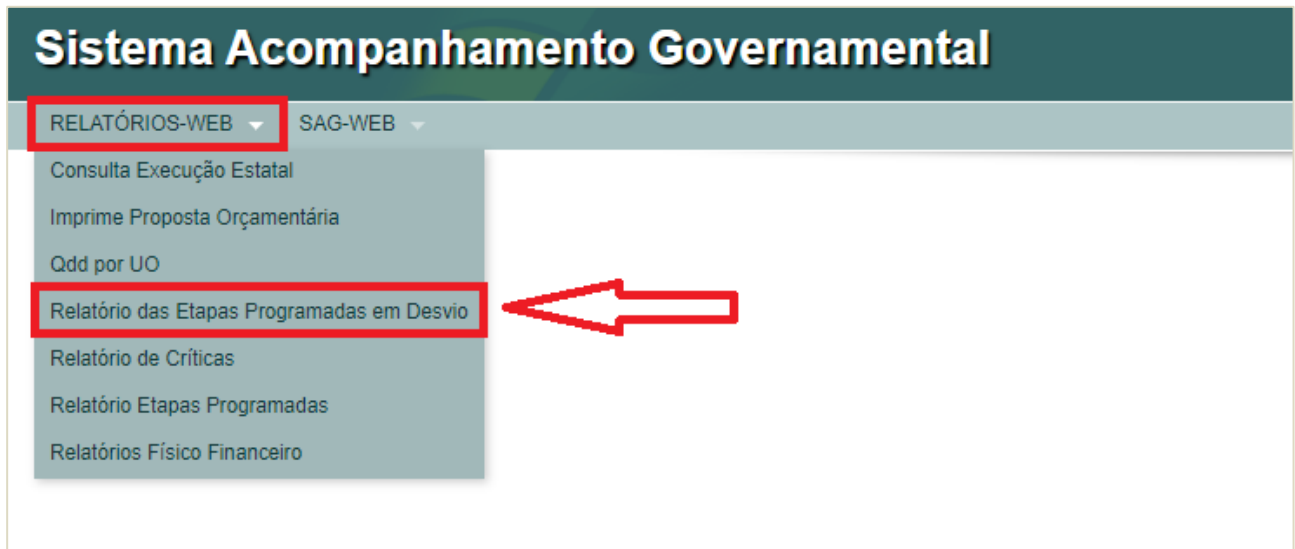 Sistema Acompanhamento Governamental
RELATÓRIOS-WEB SAG-WEB
Consulta Execução Estatal
Imprime Proposta Orçamentária
Qdd por UO
Relatório das Etapas Programadas em Desvio
Relatório de Críticas
Relatório Etapas Programadas
Relatórios Físico Financeiro